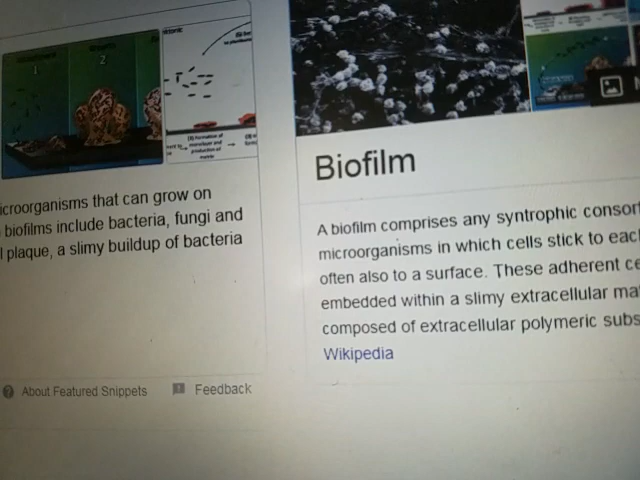 1
2
icroorganisms that can grow on
biofilms include bacteria, fungi and
l plaque, a slimy buildup of bacteria
About Featured Snippets
Feedback
Biofilm
A biofilm comprises any syntrophic consor
microorganisms in which cells stick to eac
often also to a surface. These adherent ce
embedded within a slimy extracellular ma
composed of extracellular polymeric subs
Wikipedia